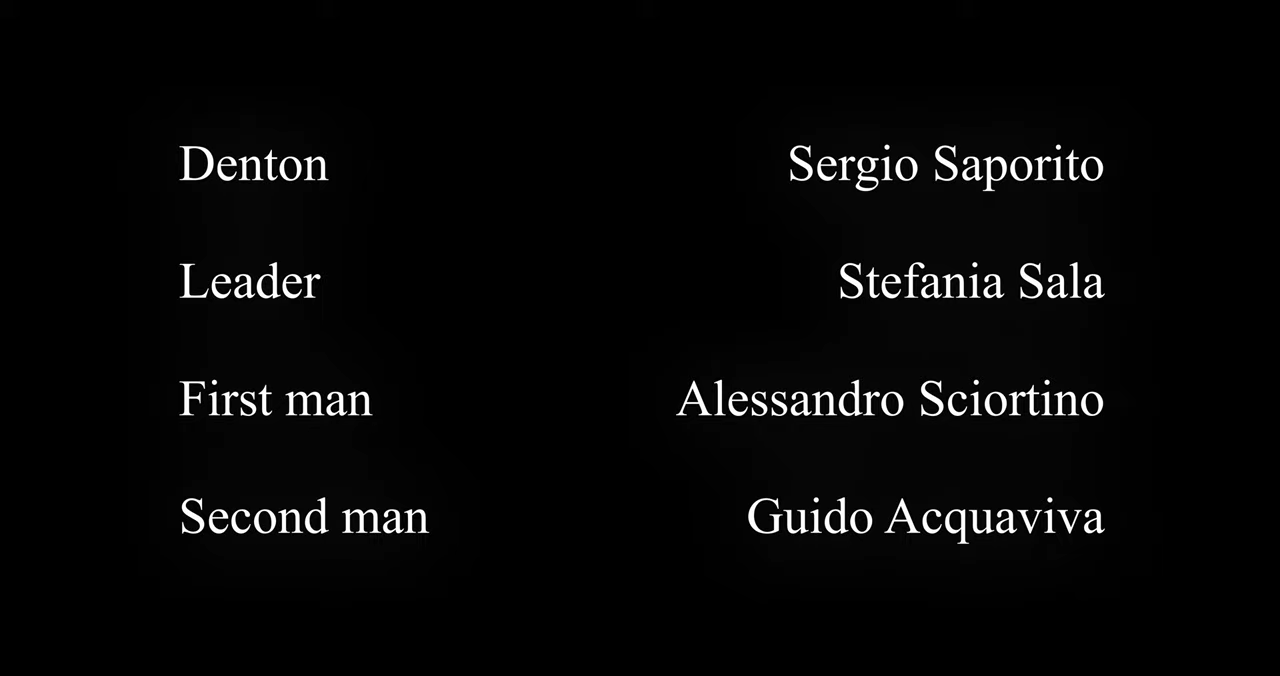 Denton Sergio Saporito
Leader Stefania Sala
First man Alessandro Sciortino
Second man Guido Acquaviva